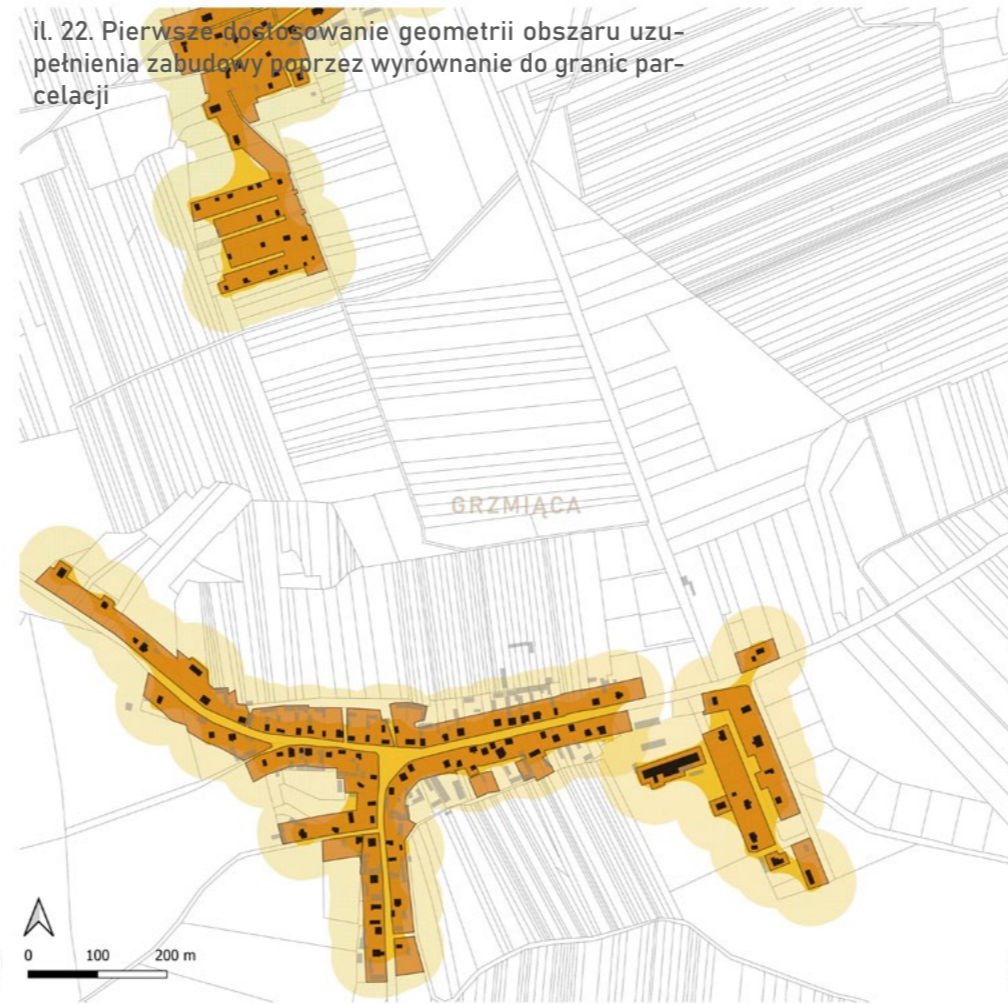 il. 22. Pierwsze dostosowanie geometrii obszaru uzu-
pełnienia zabudowy poprzez wyrównanie do granic par-
celacji
GRZMIĄCA
0 100 200 m